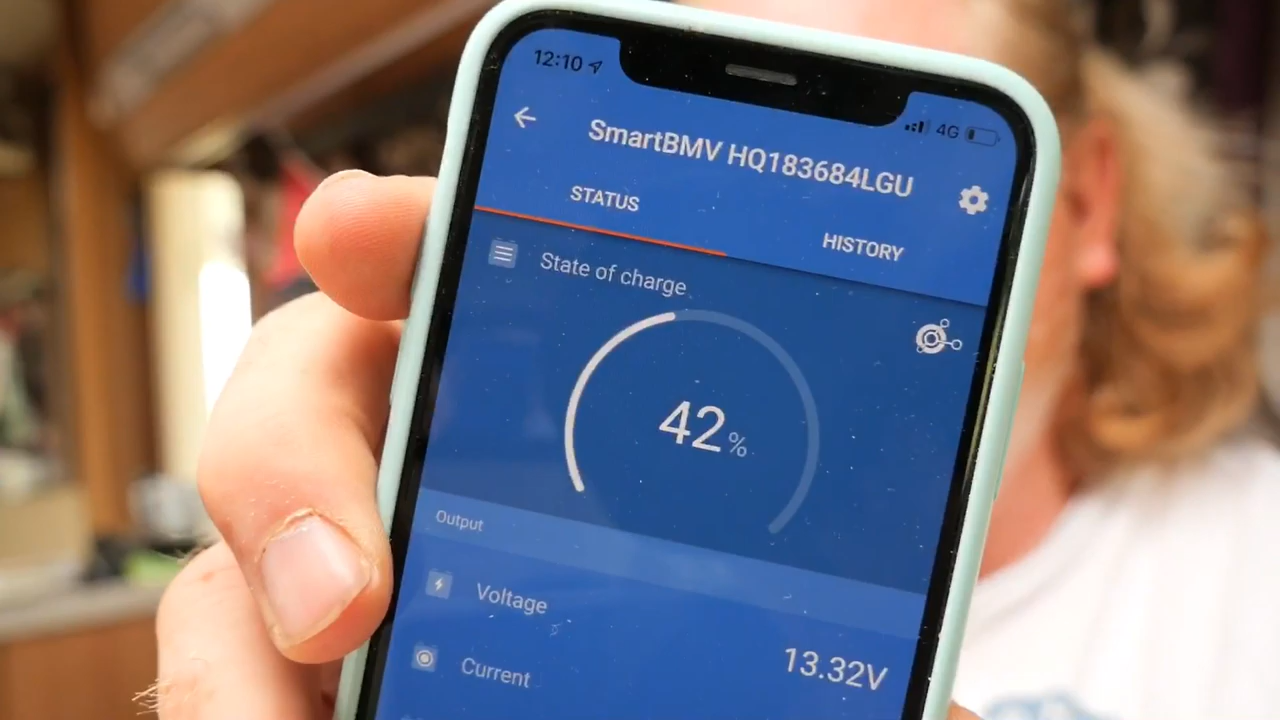 12:10
4G
SmartBMV HQ183684LGU
STATUS
HISTORY
State of charge
42%
Output
Voltage
13.32V
Current